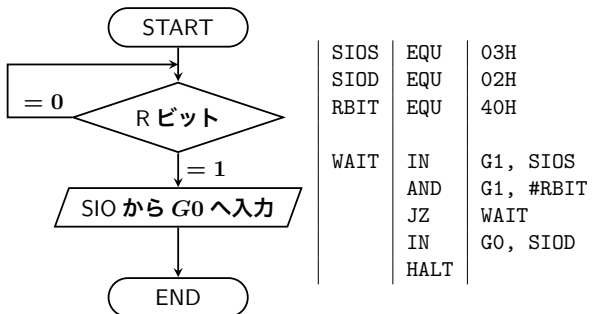 START
= 0
R ビット
= 1
SIO から G0 へ入力
END
SIOS EQU 03H
SIOD EQU 02H
RBIT EQU 40H
WAIT IN G1, SIOS
AND G1, #RBIT
JZ WAIT
IN G0, SIOD
HALT